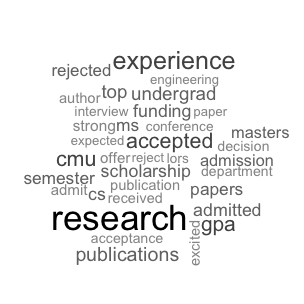 experience
rejected
engineering
top undergrad
author
interview funding paper
strong ms conference masters
expected accepted decision
cmu offer reject lors admission
scholarship department
semester publication
admit cs received papers
research admitted
gpa
acceptance
publications excited